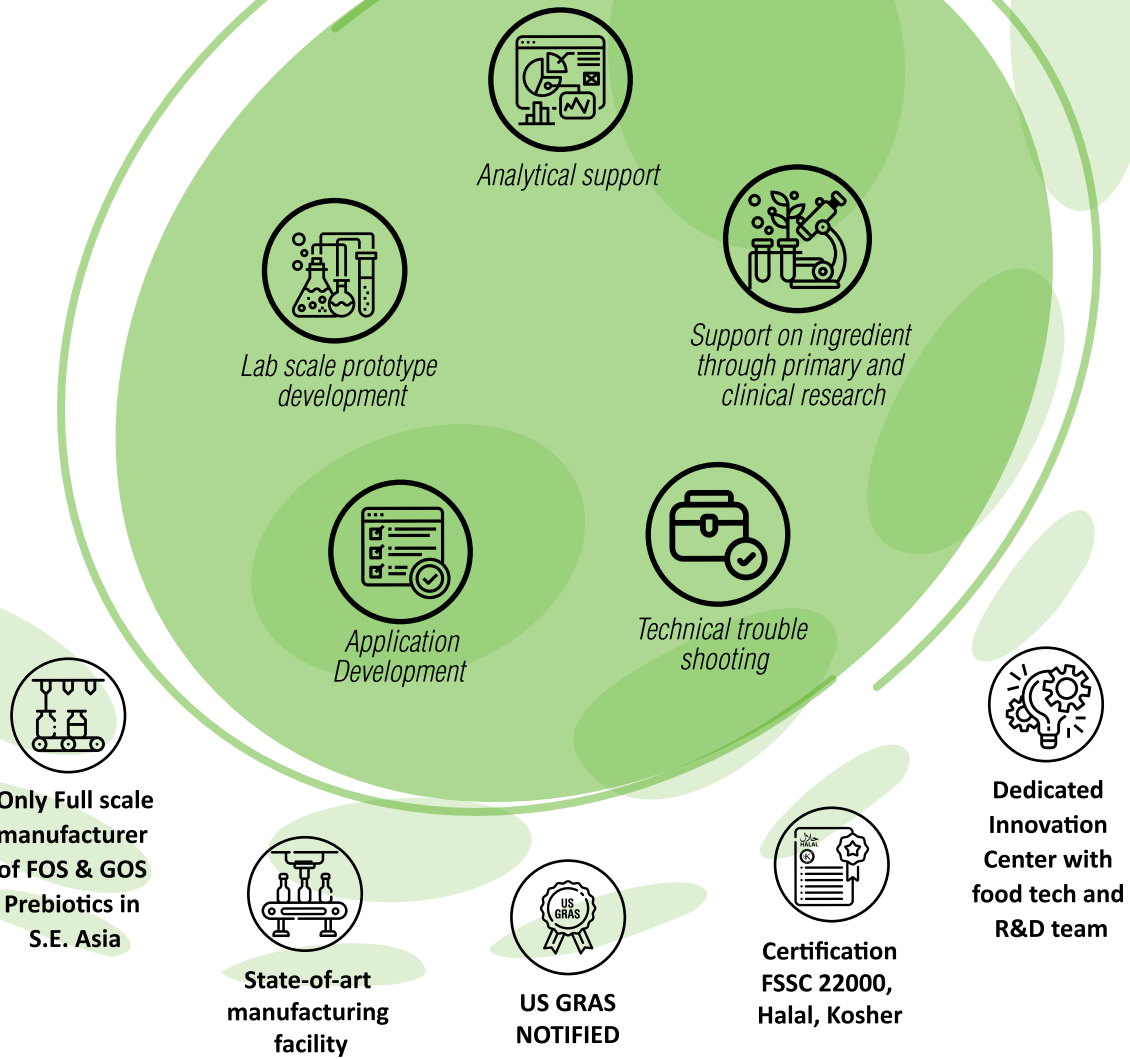 Analytical support
Lab scale prototype
development
Support on ingredient
through primary and
clinical research
Application
Development
Technical trouble
shooting
Only Full scale
manufacturer
of FOS & GOS
Prebiotics in
S.E. Asia
State-of-art
manufacturing
facility
US
GRAS
US GRAS
NOTIFIED
حلال
HALAL
K
Certification
FSSC 22000,
Halal, Kosher
Dedicated
Innovation
Center with
food tech and
R&D team